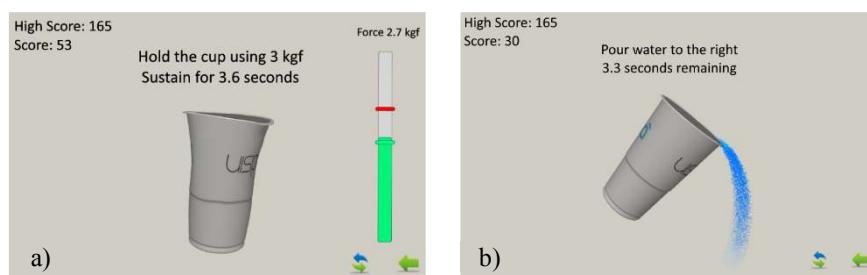 High Score: 165
Score: 53
Force 2.7 kgf
Hold the cup using 3 kgf
Sustain for 3.6 seconds
a)
High Score: 165
Score: 30
Pour water to the right
3.3 seconds remaining
b)